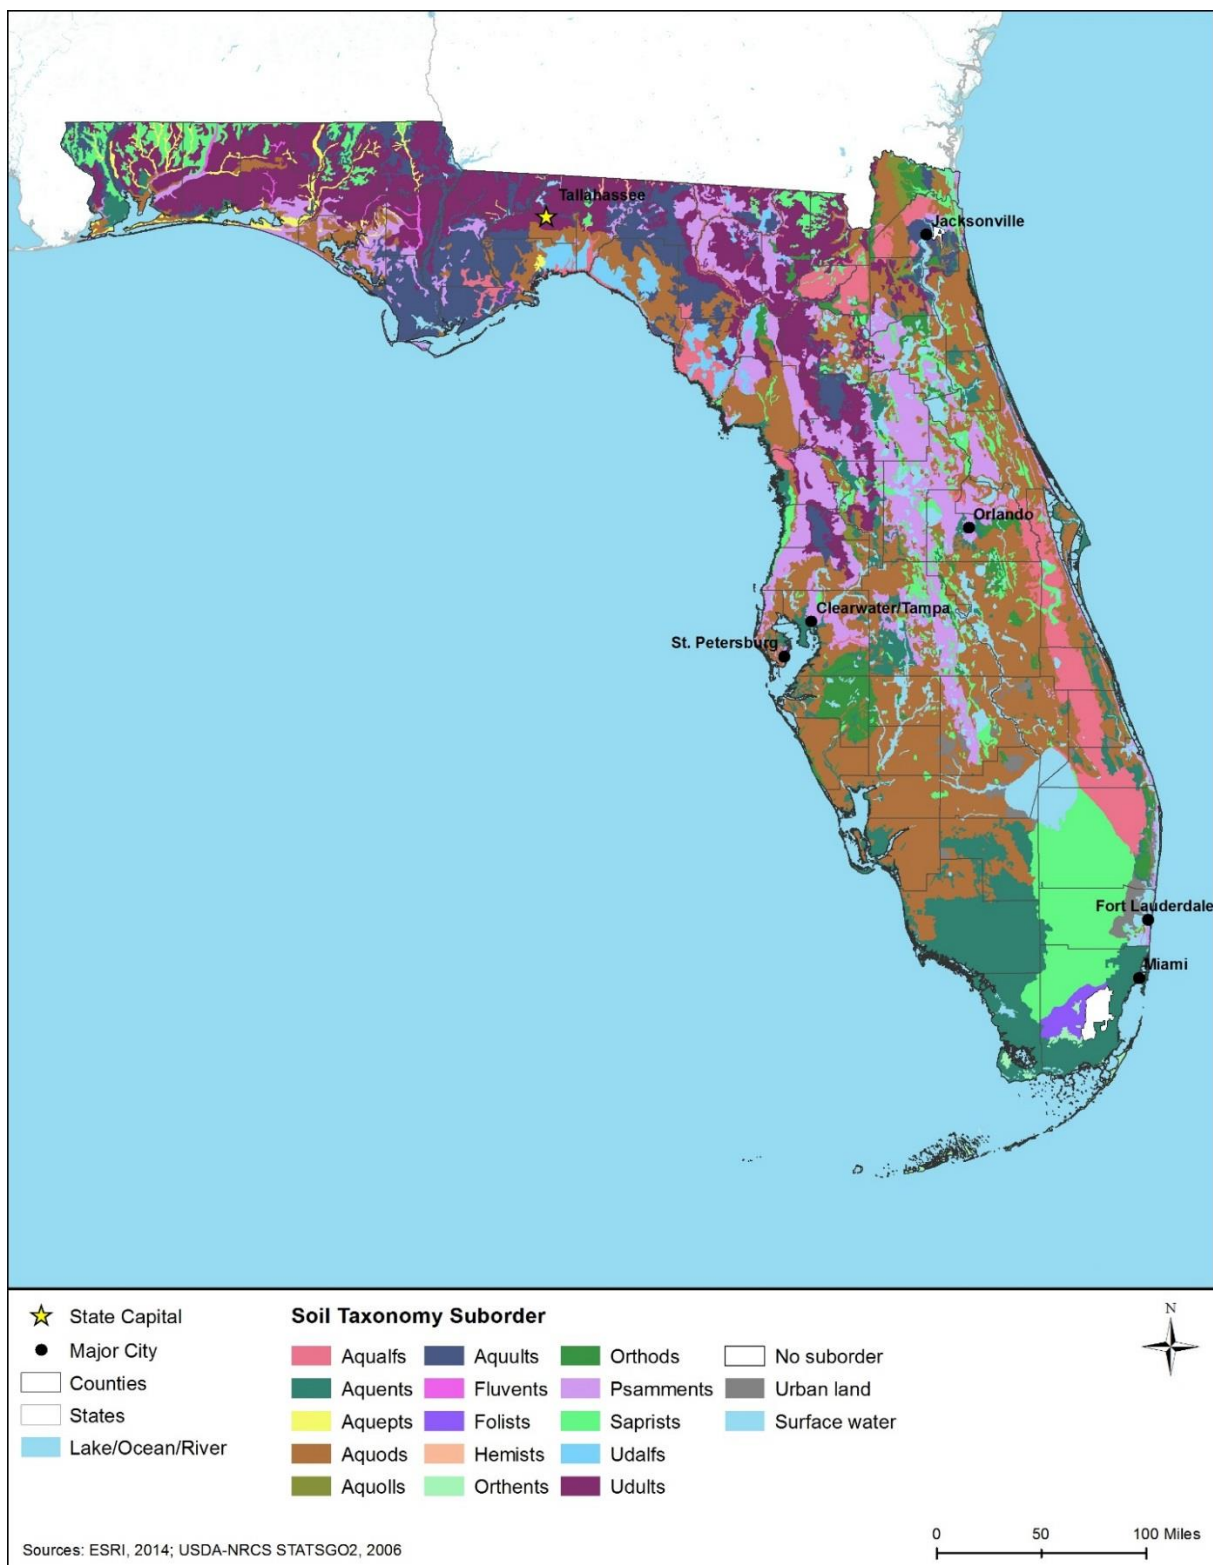 Tallahassee
Jacksonville
Orlando
Clearwater/Tampa
St. Petersburg
Fort Lauderdale
Miami
State Capital
Major City
Counties
States
Lake/Ocean/River
Soil Taxonomy Suborder
Aqualfs
Aquents
Aquepts
Aquods
Aquolls
Aquults
Fluvents
Folists
Hemists
Orthents
Orthods
Psamments
Saprists
Udalfs
Udults
No suborder
Urban land
Surface water
N
0 50 100 Miles
Sources: ESRI, 2014; USDA-NRCS STATSGO2, 2006